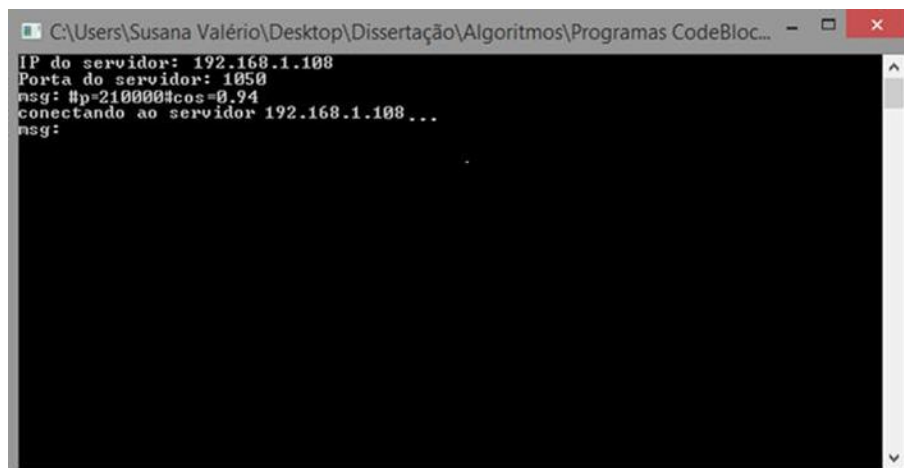 C:\Users\Susana Valério\Desktop\Dissertação\Algoritmos\Programas CodeBloc...
IP do servidor: 192.168.1.108
Porta do servidor: 1050
msg: #p=210000#cos=0.94
conectando ao servidor 192.168.1.108...
msg: